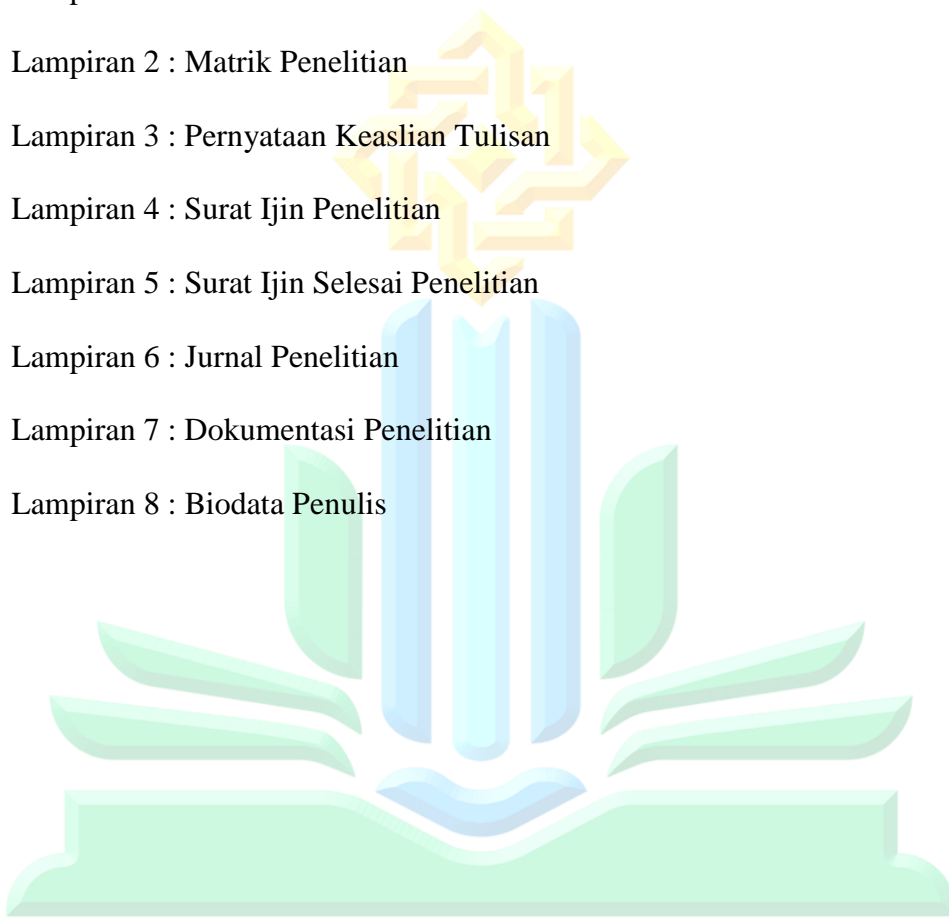 Lampiran 2 : Matrik Penelitian
Lampiran 3 : Pernyataan Keaslian Tulisan
Lampiran 4 : Surat Ijin Penelitian
Lampiran 5 : Surat Ijin Selesai Penelitian
Lampiran 6 : Jurnal Penelitian
Lampiran 7 : Dokumentasi Penelitian
Lampiran 8 : Biodata Penulis